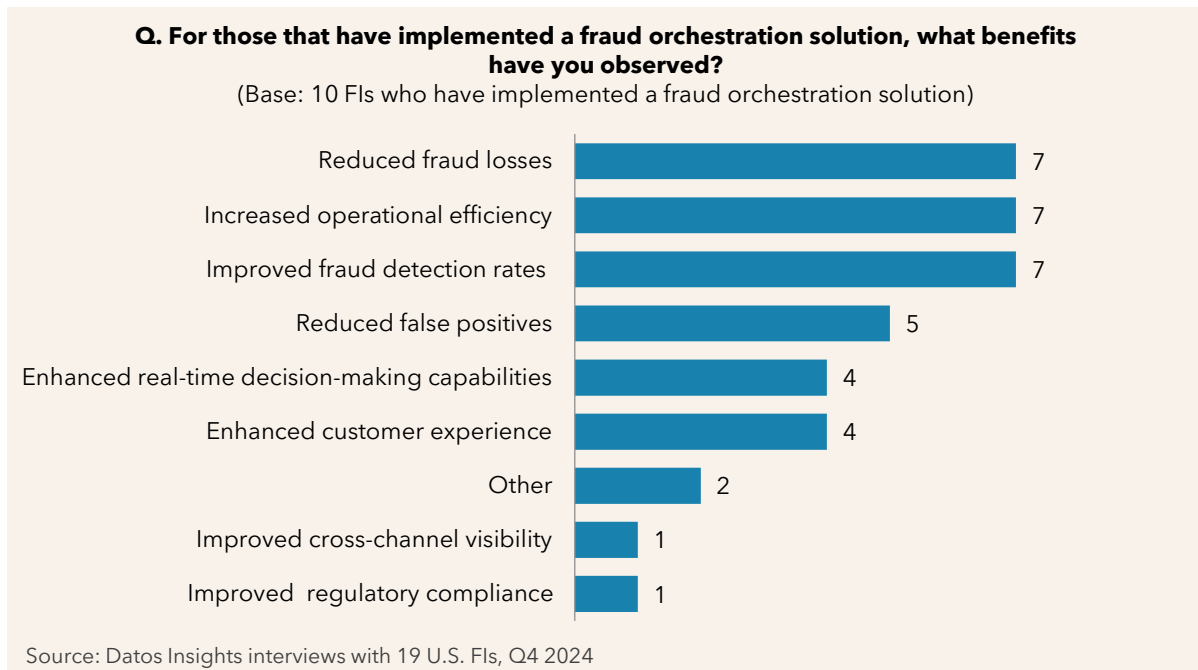 Q. For those that have implemented a fraud orchestration solution, what benefits
have you observed?
(Base: 10 FIs who have implemented a fraud orchestration solution)
Reduced fraud losses 7
Increased operational efficiency 7
Improved fraud detection rates 7
Reduced false positives 5
Enhanced real-time decision-making capabilities 4
Enhanced customer experience 4
Other 2
Improved cross-channel visibility 1
Improved regulatory compliance 1
Source: Datos Insights interviews with 19 U.S. FIs, Q4 2024